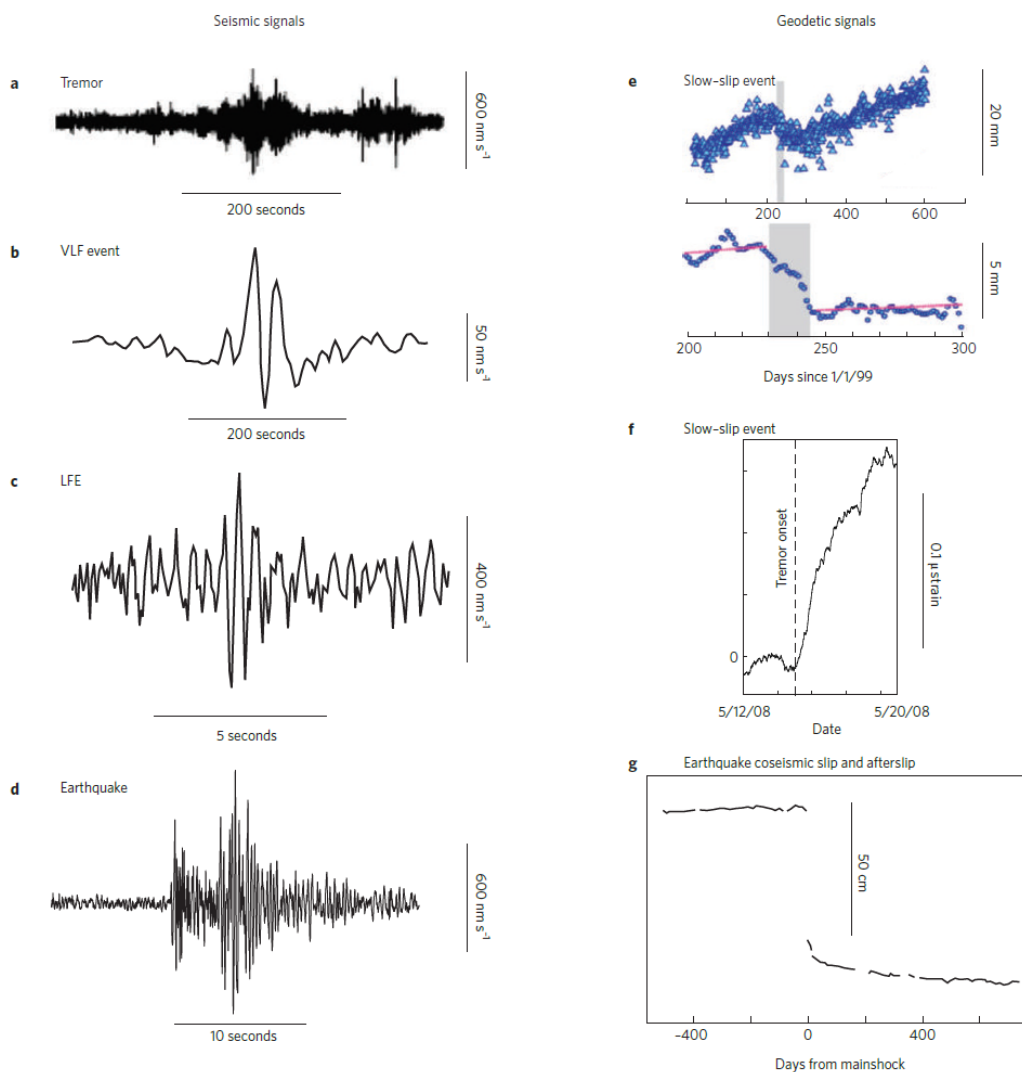 Seismic signals
a Tremor
600 nm s⁻¹
200 seconds
b VLF event
50 nm s⁻¹
200 seconds
c LFE
400 nm s⁻¹
5 seconds
d Earthquake
600 nm s⁻¹
10 seconds
Geodetic signals
e Slow–slip event
20 mm
0 200 400 600
5 mm
200 250 300
Days since 1/1/99
f Slow–slip event
Tremor onset
0.1 μstrain
0
5/12/08 5/20/08
Date
g Earthquake coseismic slip and afterslip
50 cm
-400 0 400
Days from mainshock